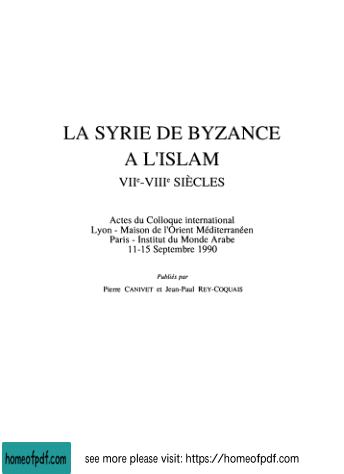 LA SYRIE DE BYZANCE
A L'ISLAM
VIIe-VIIIe SIÈCLES
Actes du Colloque international
Lyon - Maison de l'Orient Méditerranéen
Paris - Institut du Monde Arabe
11-15 Septembre 1990
Publiés par
Pierre CANIVET et Jean-Paul REY-COQUAIS
homeofpdf.com
see more please visit: https://homeofpdf.com